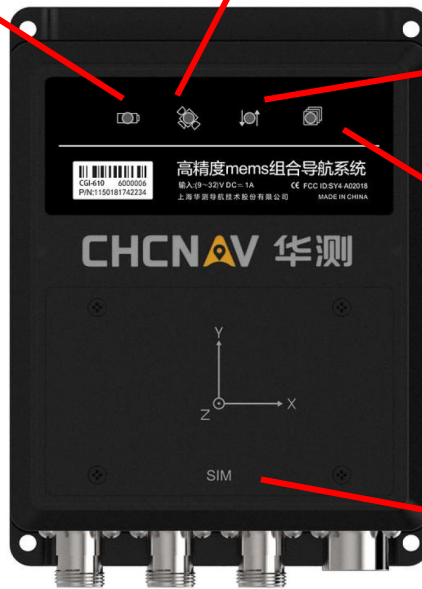 高精度mems组合导航系统
CGI-610 6000006
P/N:1150181742234
输入:(9~32)V DC⎓1A CE FCC ID:SY4-A02018
上海华测导航技术股份有限公司 MADE IN CHINA
CHCNAV 华测
Y
Z X
SIM